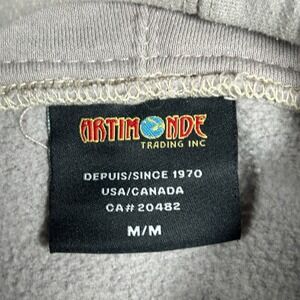 ARTIMONDE
TRADING INC
DEPUIS/SINCE 1970
USA/CANADA
CA# 20482
M/M